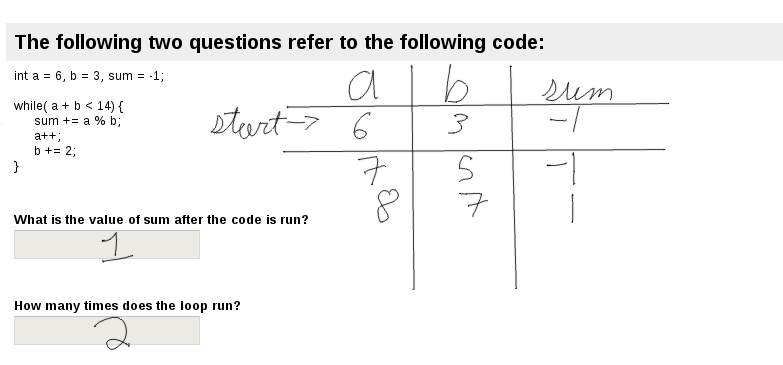 The following two questions refer to the following code:
int a = 6, b = 3, sum = -1;
while( a + b < 14) {
sum += a % b;
a++;
b += 2;
}
a b sum
start-> 6 3 -1
7 5 -1
8 7 1
What is the value of sum after the code is run?
1
How many times does the loop run?
2